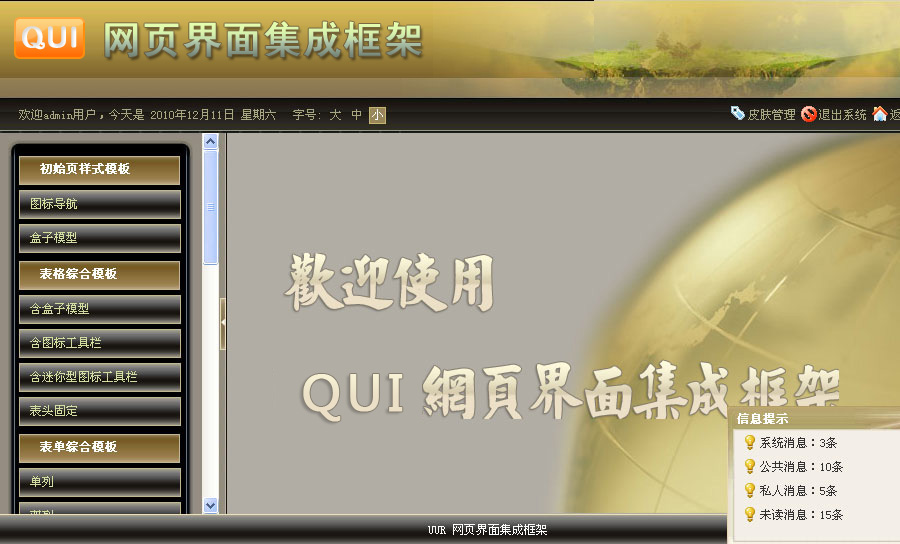 QUI 网页界面集成框架
欢迎admin用户，今天是 2010年12月11日 星期六 字号: 大 中 小
皮肤管理 退出系统 返
初始页样式模板
图标导航
盒子模型
表格综合模板
含盒子模型
含图标工具栏
含迷你型图标工具栏
表头固定
表单综合模板
单列
歡迎使用
QUI 網頁界面集成框架
信息提示
系统消息：3条
公共消息：10条
私人消息：5条
未读消息：15条
UUR 网页界面集成框架